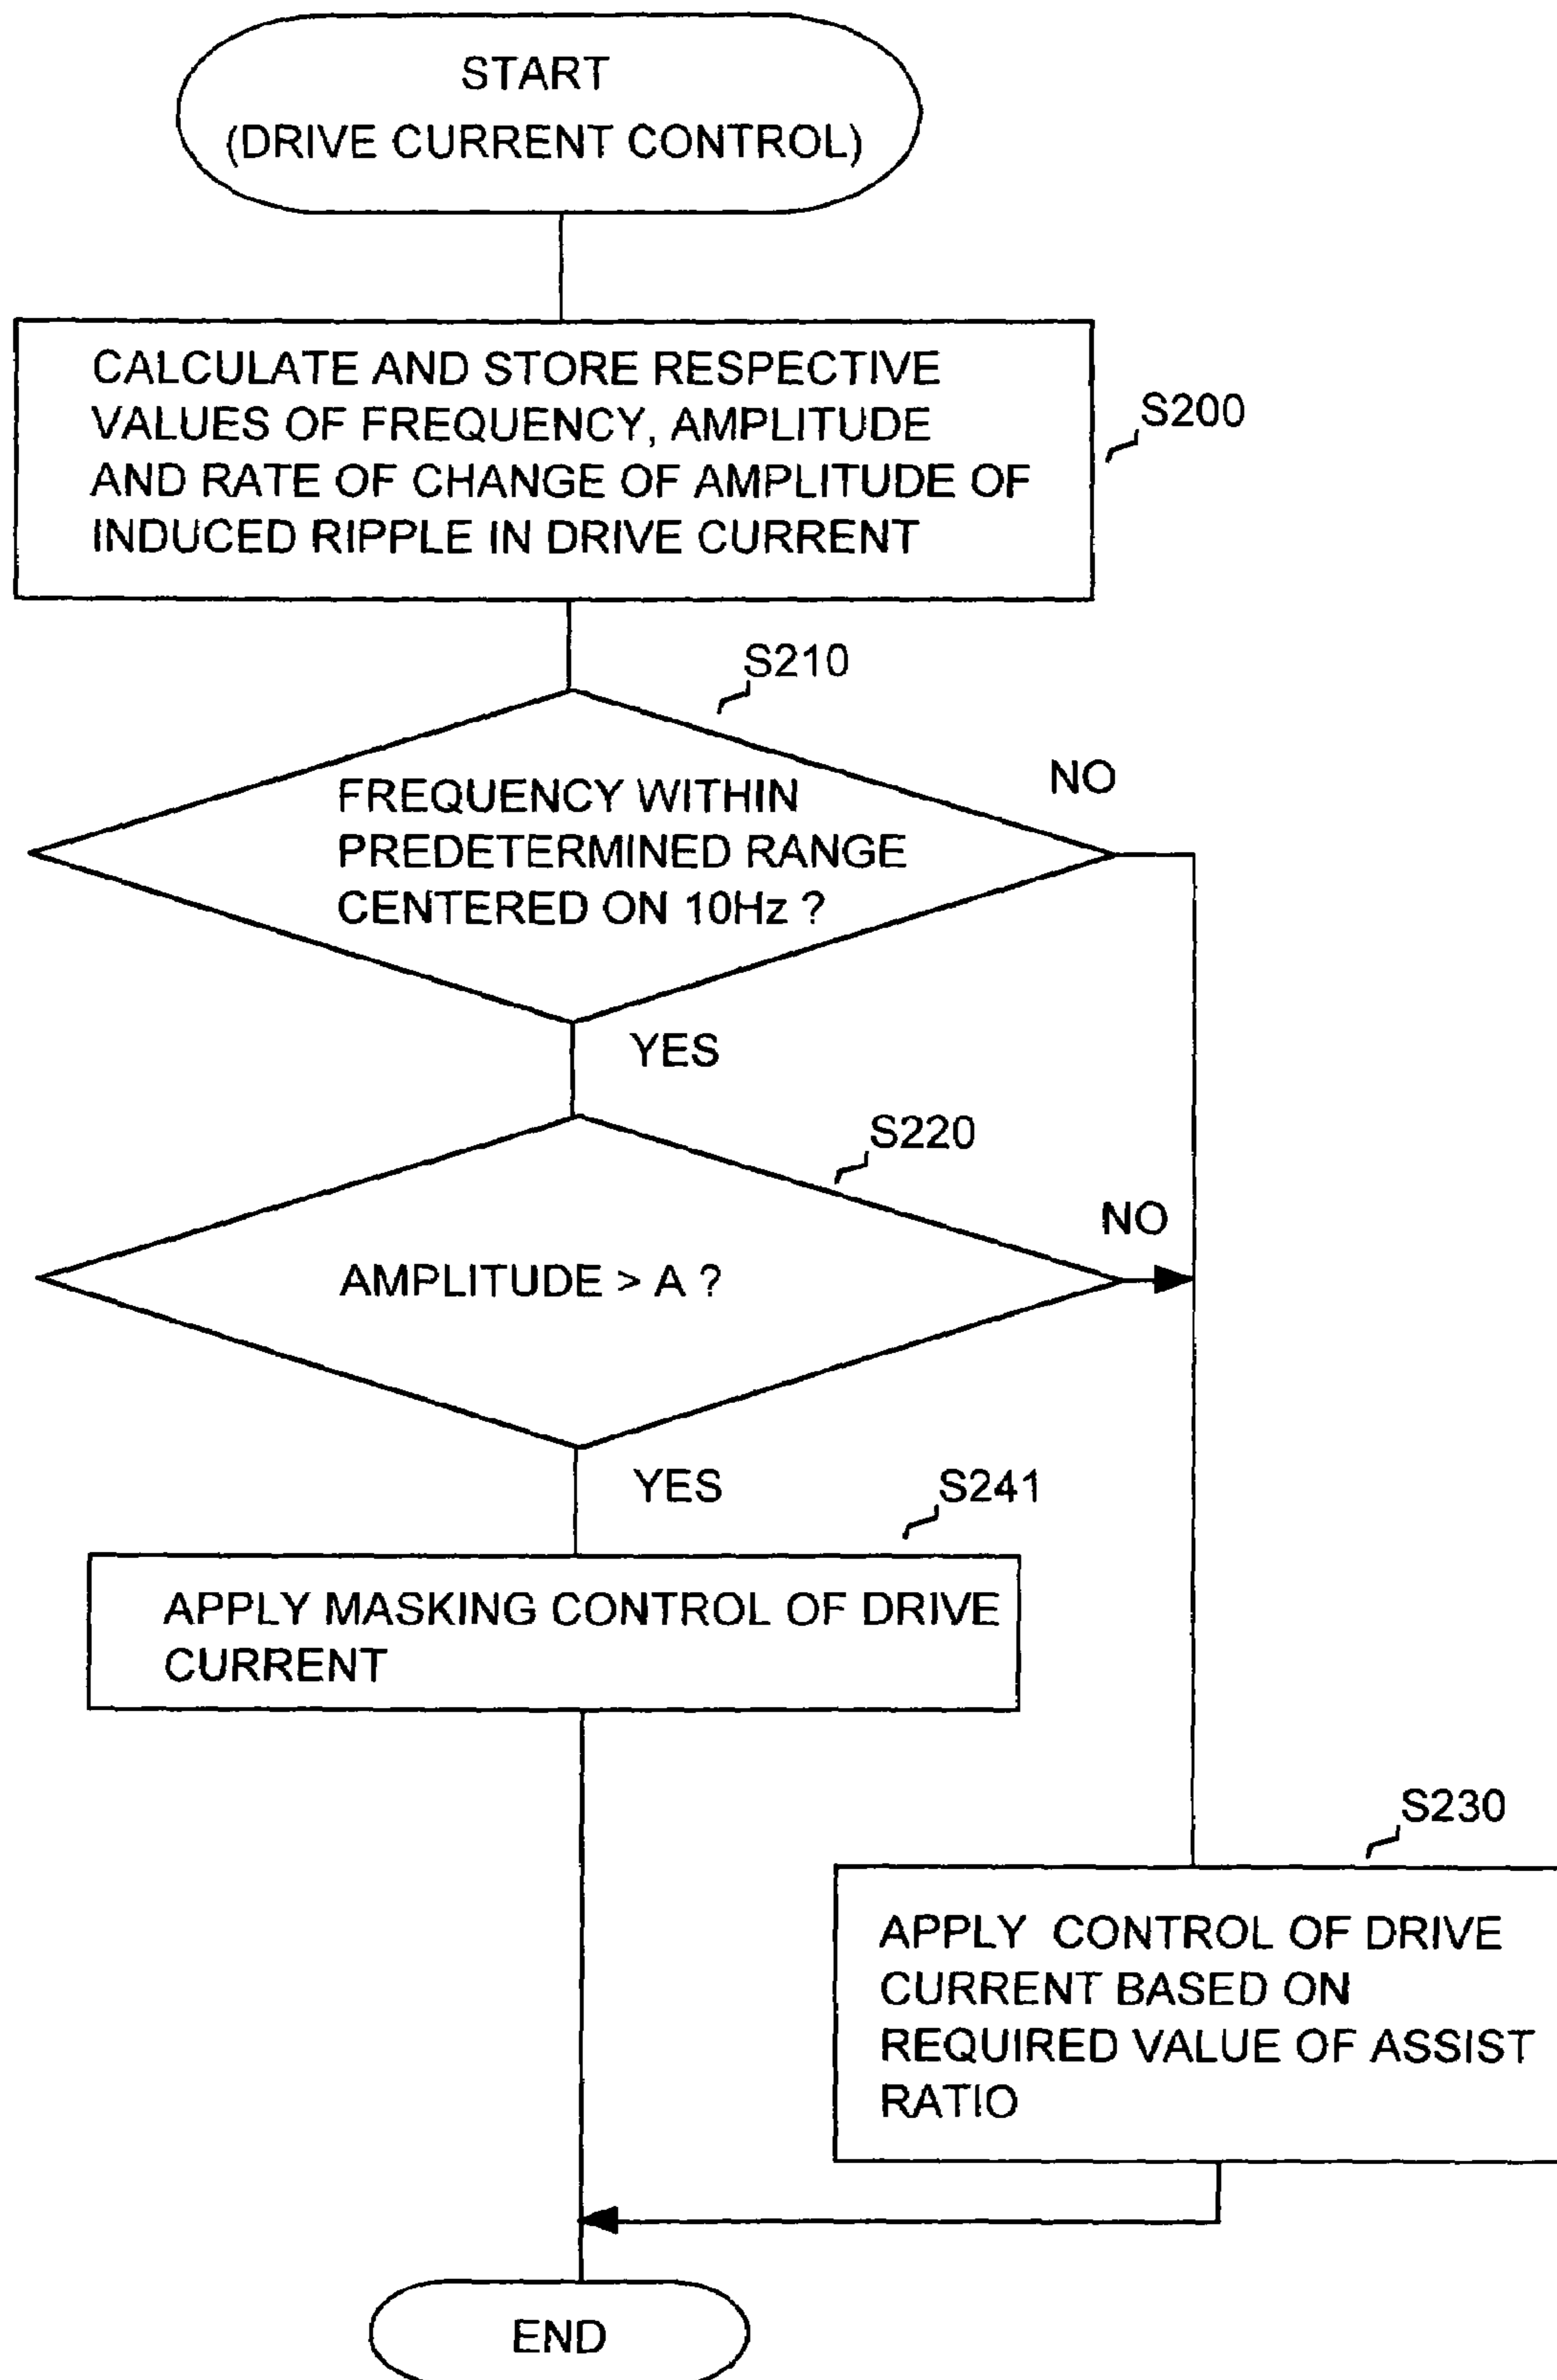 START
(DRIVE CURRENT CONTROL)
CALCULATE AND STORE RESPECTIVE
VALUES OF FREQUENCY, AMPLITUDE
AND RATE OF CHANGE OF AMPLITUDE OF
INDUCED RIPPLE IN DRIVE CURRENT
S200
S210
FREQUENCY WITHIN
PREDETERMINED RANGE
CENTERED ON 10Hz ?
NO
YES
S220
AMPLITUDE > A ?
NO
YES
S241
APPLY MASKING CONTROL OF DRIVE
CURRENT
S230
APPLY CONTROL OF DRIVE
CURRENT BASED ON
REQUIRED VALUE OF ASSIST
RATIO
END